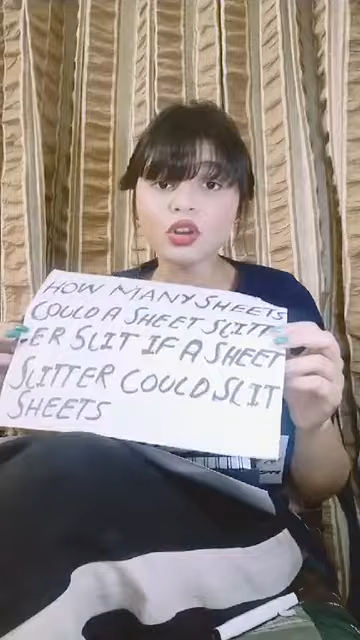 HOW MANY SHEETS
COULD A SHEET SLITT-
ER SLIT IF A SHEET
SLITTER COULD SLIT
SHEETS